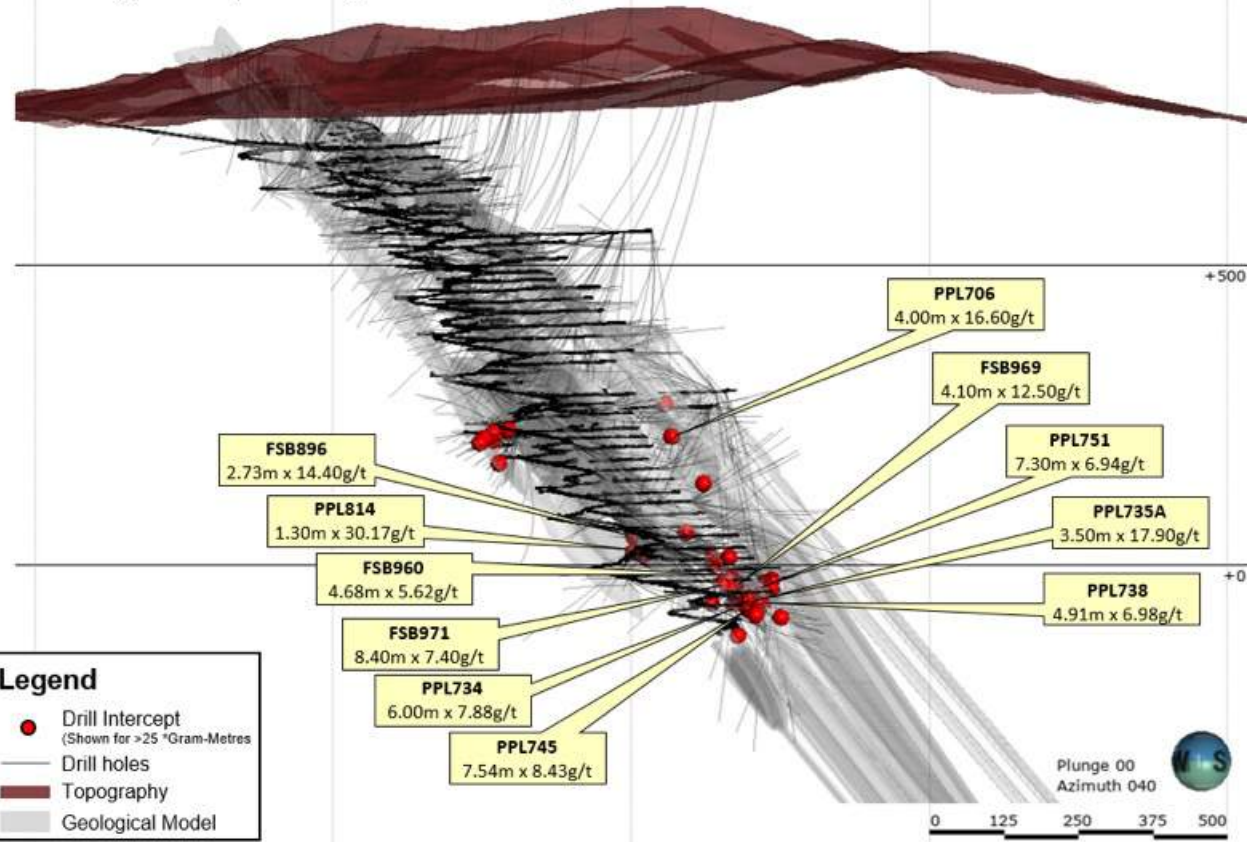 +500
PPL706
4.00m x 16.60g/t
FSB969
4.10m x 12.50g/t
PPL751
7.30m x 6.94g/t
FSB896
2.73m x 14.40g/t
PPL814
1.30m x 30.17g/t
PPL735A
3.50m x 17.90g/t
FSB960
4.68m x 5.62g/t
+0
PPL738
4.91m x 6.98g/t
FSB971
8.40m x 7.40g/t
PPL734
6.00m x 7.88g/t
PPL745
7.54m x 8.43g/t
Legend
Drill Intercept
(Shown for >25 *Gram-Metres
Drill holes
Topography
Geological Model
Plunge 00
Azimuth 040
W S
0 125 250 375 500